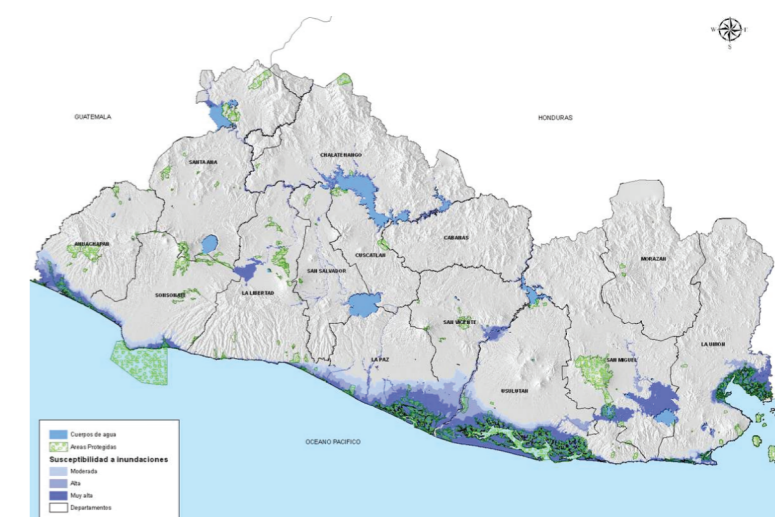 W E
S
GUATEMALA
HONDURAS
CHALATENANGO
SANTA ANA
CABAÑAS
AHUACHAPAN
CUSCATLAN
MORAZAN
SAN SALVADOR
SONSONATE
LA LIBERTAD
SAN VICENTE
LA UNION
LA PAZ
SAN MIGUEL
USULUTAN
OCEANO PACIFICO
Cuerpos de agua
Areas Protegidas
Susceptibilidad a inundaciones
Moderada
Alta
Muy alta
Departamentos